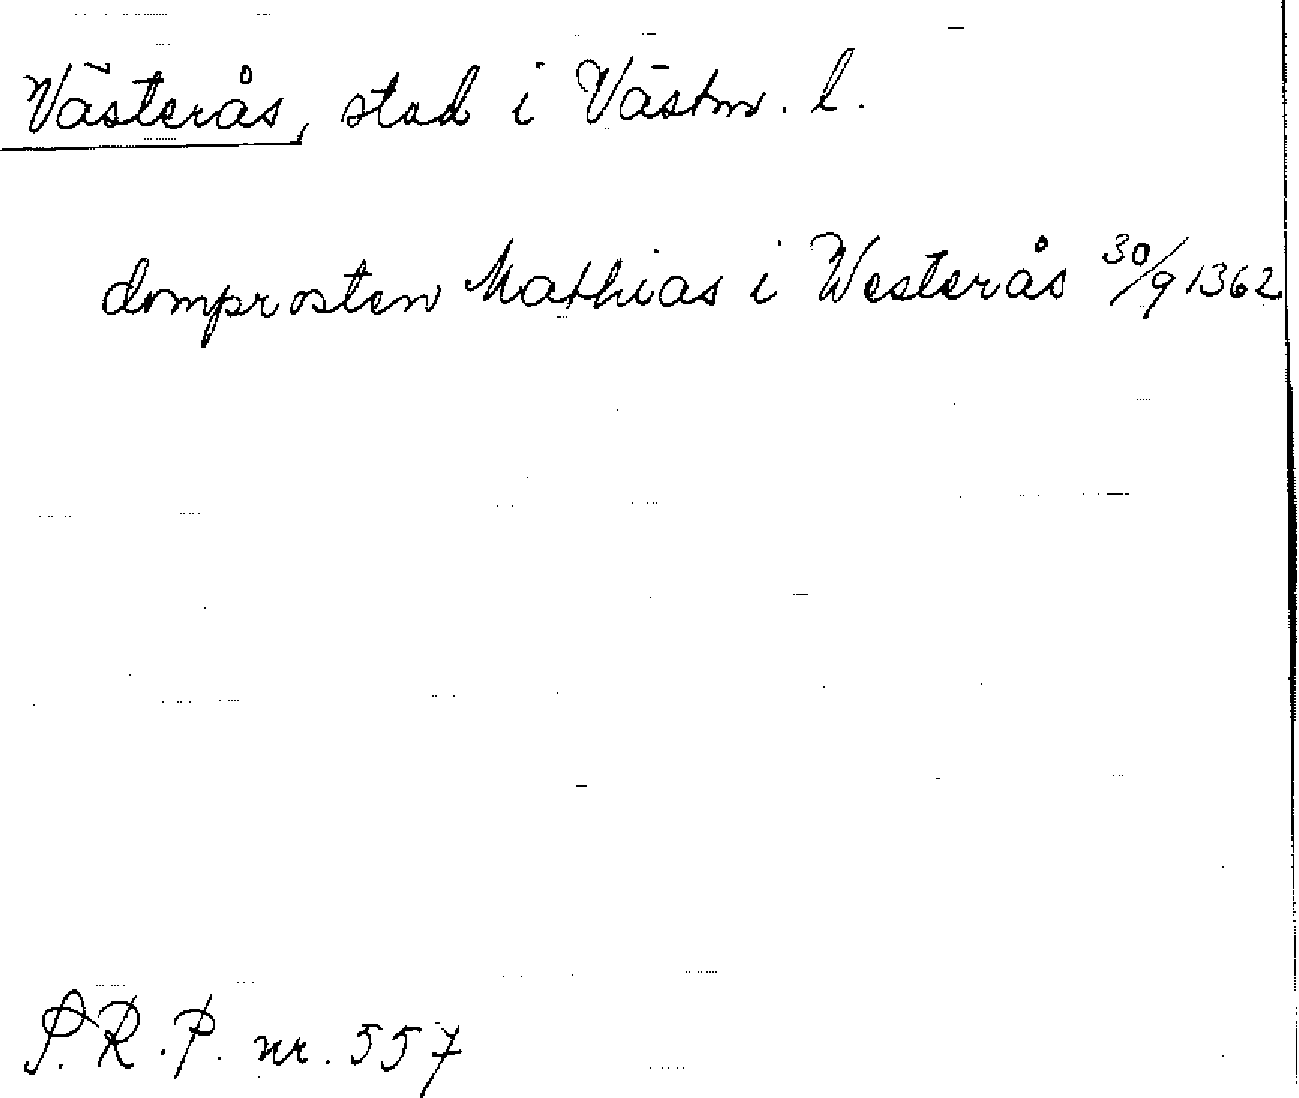 Västerås, stad i Västm. l.
domprosten Mathias i Westerås 30/9 1362
S.R.P. nr. 557